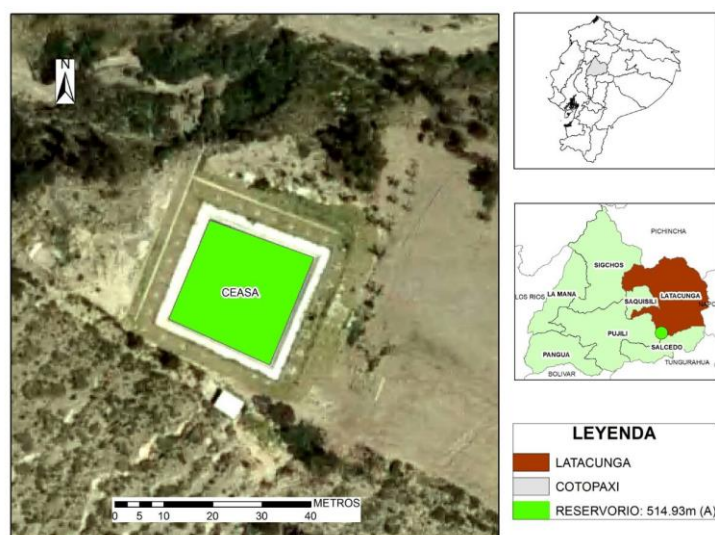 N
CEASA
METROS
0 5 10 20 30 40
PICHINCHA
SIGCHOS
LOS RIOS
LA MANA
SAQUISILI
LATACUNGA
NAPO
PUJILI
PANGUA
SALCEDO
TUNGURAHUA
BOLIVAR
LEYENDA
LATACUNGA
COTOPAXI
RESERVORIO: 514.93m (A)